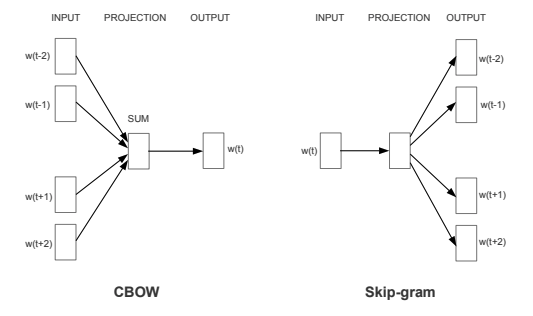 INPUT PROJECTION OUTPUT
w(t-2)
w(t-1)
SUM
w(t)
w(t+1)
w(t+2)
CBOW
INPUT PROJECTION OUTPUT
w(t-2)
w(t-1)
w(t)
w(t+1)
w(t+2)
Skip-gram